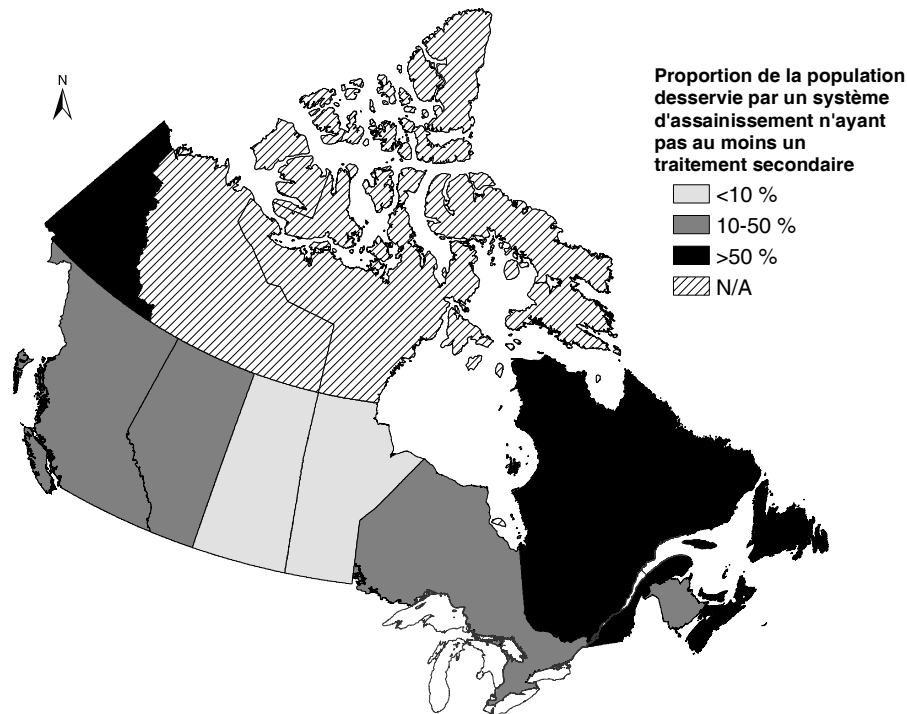 N
Proportion de la population
desservie par un système
d'assainissement n'ayant
pas au moins un
traitement secondaire
<10 %
10-50 %
>50 %
N/A